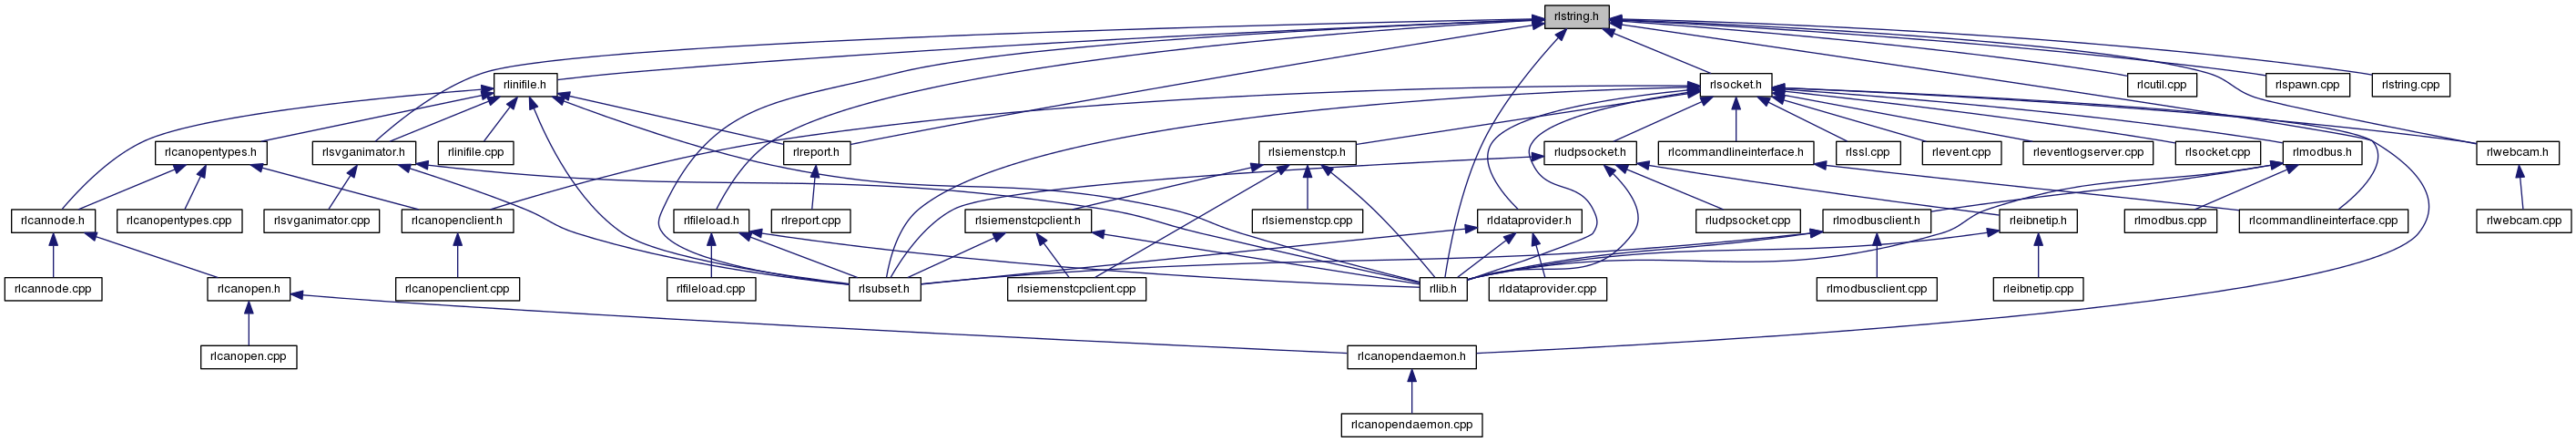 rlstring.h
rlinifile.h
rlsocket.h
rlcutil.cpp
rlspawn.cpp
rlstring.cpp
rlcanopentypes.h
rlsvganimator.h
rlinifile.cpp
rlreport.h
rlsiemenstcp.h
rludpsocket.h
rlcommandlineinterface.h
rlssl.cpp
rlevent.cpp
rleventlogserver.cpp
rlsocket.cpp
rlmodbus.h
rlwebcam.h
rlcannode.h
rlcanopentypes.cpp
rlsvganimator.cpp
rlcanopenclient.h
rlfileload.h
rlreport.cpp
rlsiemenstcpclient.h
rlsiemenstcp.cpp
rldataprovider.h
rludpsocket.cpp
rlmodbusclient.h
rleibnetip.h
rlmodbus.cpp
rlcommandlineinterface.cpp
rlwebcam.cpp
rlcannode.cpp
rlcanopen.h
rlcanopenclient.cpp
rlfileload.cpp
rlsubset.h
rlsiemenstcpclient.cpp
rllib.h
rldataprovider.cpp
rlmodbusclient.cpp
rleibnetip.cpp
rlcanopen.cpp
rlcanopendaemon.h
rlcanopendaemon.cpp